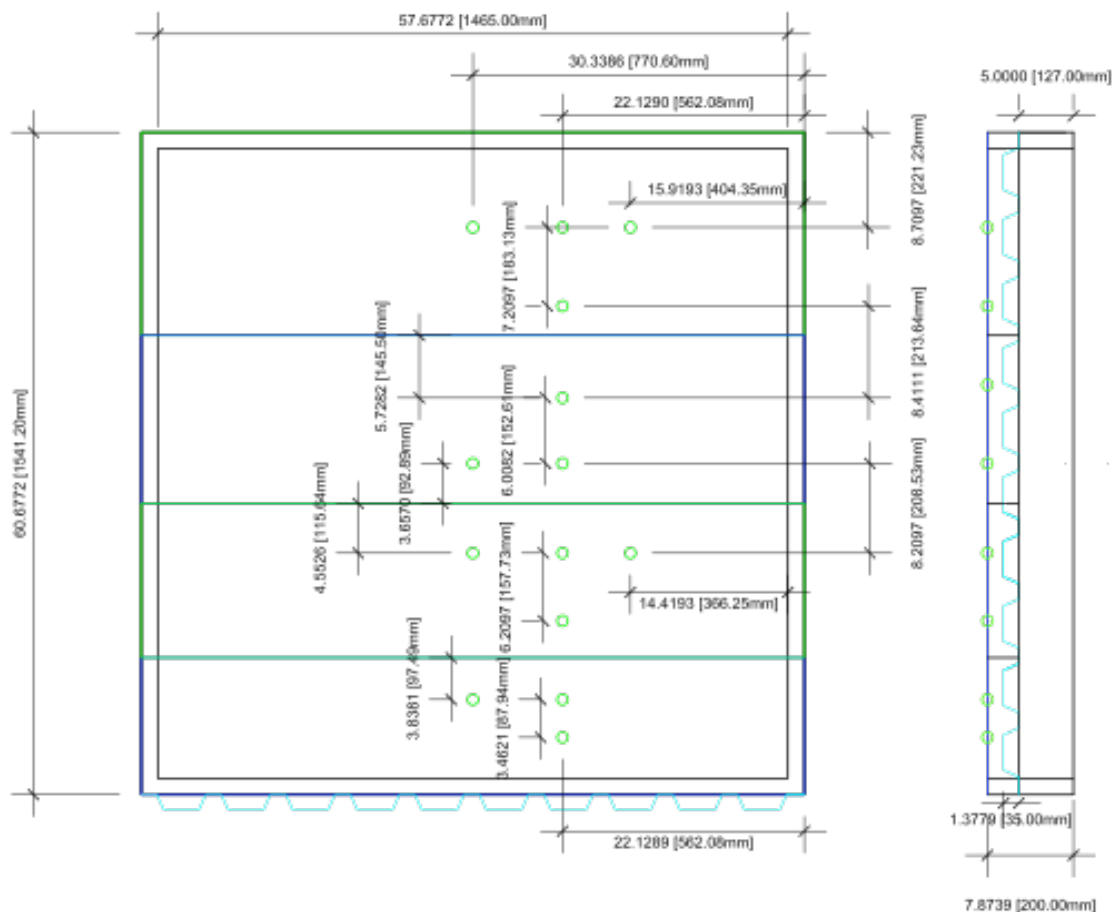 57.6772 [1465.00mm]
30.3386 [770.60mm]
5.0000 [127.00mm]
22.1290 [562.08mm]
15.9193 [404.35mm]
8.7097 [221.23mm]
7.2097 [183.13mm]
5.7282 [145.50mm]
8.4111 [213.64mm]
60.6772 [1541.20mm]
6.0082 [152.61mm]
3.6570 [92.89mm]
4.5526 [115.64mm]
8.2097 [208.53mm]
6.2097 [157.73mm]
14.4193 [366.25mm]
3.8381 [97.49mm]
3.4621 [87.94mm]
1.3779 [35.00mm]
22.1289 [562.08mm]
7.8739 [200.00mm]